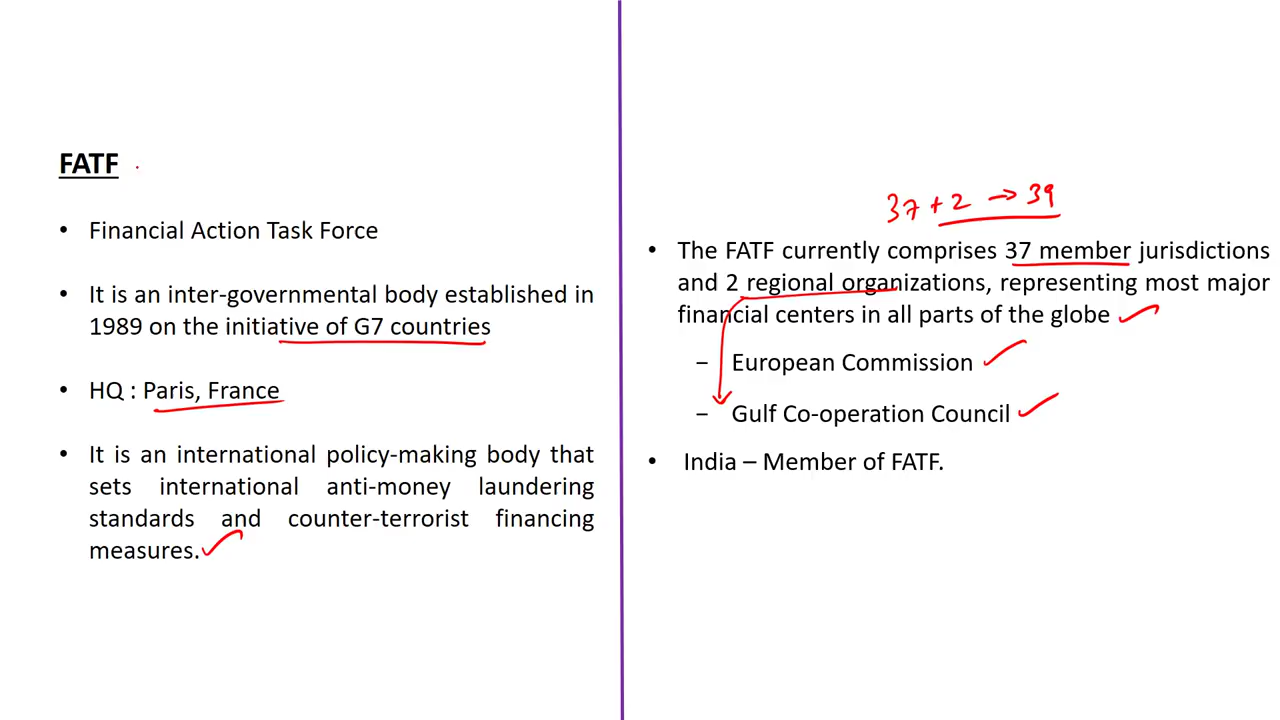 FATF
• Financial Action Task Force
• It is an inter-governmental body established in
1989 on the initiative of G7 countries
• HQ : Paris, France
• It is an international policy-making body that
sets international anti-money laundering
standards and counter-terrorist financing
measures.
37 + 2 → 39
• The FATF currently comprises 37 member jurisdictions
and 2 regional organizations, representing most major
financial centers in all parts of the globe
– European Commission
– Gulf Co-operation Council
• India – Member of FATF.